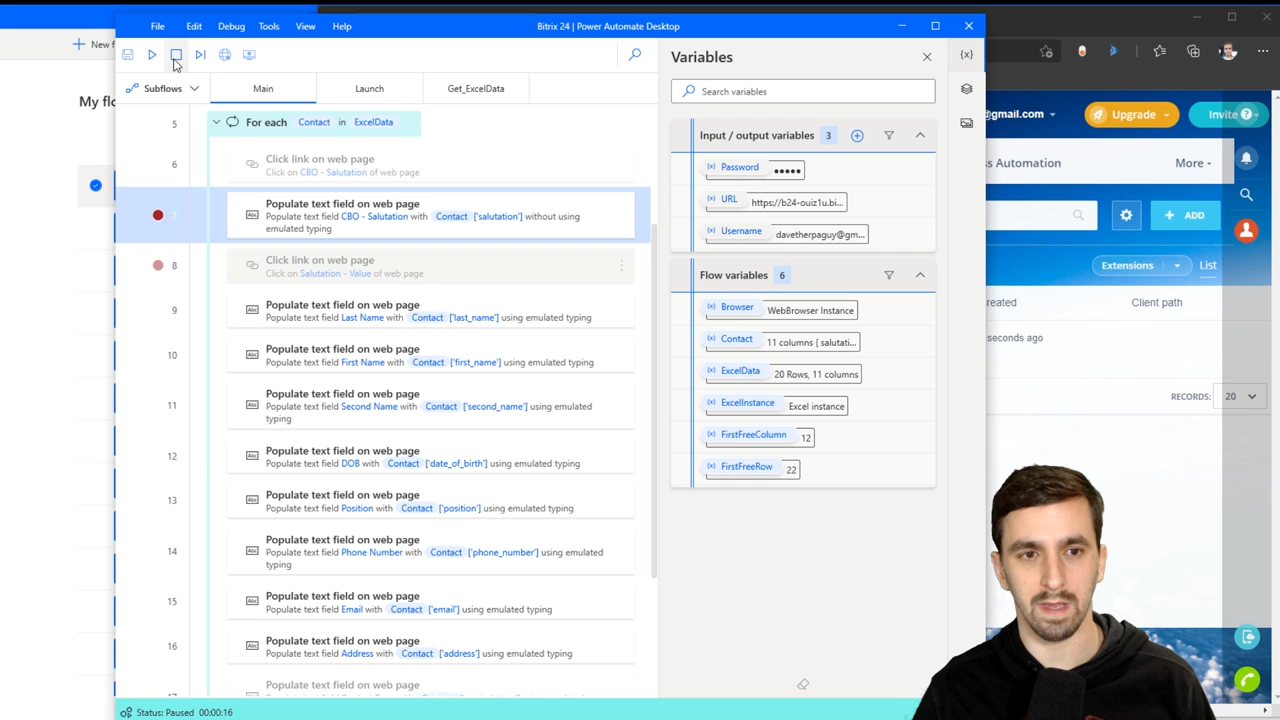 File Edit Debug Tools View Help
Bitrix 24 | Power Automate Desktop
New f
My flo
Subflows
Main
Launch
Get_ExcelData
5
For each Contact in ExcelData
6
Click link on web page
Click on CBO - Salutation of web page
7
Populate text field on web page
Populate text field CBO - Salutation with Contact ['salutation'] without using
emulated typing
8
Click link on web page
Click on Salutation - Value of web page
9
Populate text field on web page
Populate text field Last Name with Contact ['last_name'] using emulated typing
10
Populate text field on web page
Populate text field First Name with Contact ['first_name'] using emulated typing
11
Populate text field on web page
Populate text field Second Name with Contact ['second_name'] using emulated
typing
12
Populate text field on web page
Populate text field DOB with Contact ['date_of_birth'] using emulated typing
13
Populate text field on web page
Populate text field Position with Contact ['position'] using emulated typing
14
Populate text field on web page
Populate text field Phone Number with Contact ['phone_number'] using emulated
typing
15
Populate text field on web page
Populate text field Email with Contact ['email'] using emulated typing
16
Populate text field on web page
Populate text field Address with Contact ['address'] using emulated typing
Populate text field on web page
Status: Paused 00:00:16
Variables
{x}
Search variables
Input / output variables 3
(x) Password •••••
(x) URL https://b24-ouiz1u.bi...
(x) Username davetherpaguy@gm...
Flow variables 6
(x) Browser WebBrowser Instance
(x) Contact 11 columns { salutati...
(x) ExcelData 20 Rows, 11 columns
(x) ExcelInstance Excel instance
(x) FirstFreeColumn 12
(x) FirstFreeRow 22
@gmail.com
Upgrade
Invite
ss Automation
More
ADD
Extensions
List
reated
Client path
seconds ago
RECORDS: 20